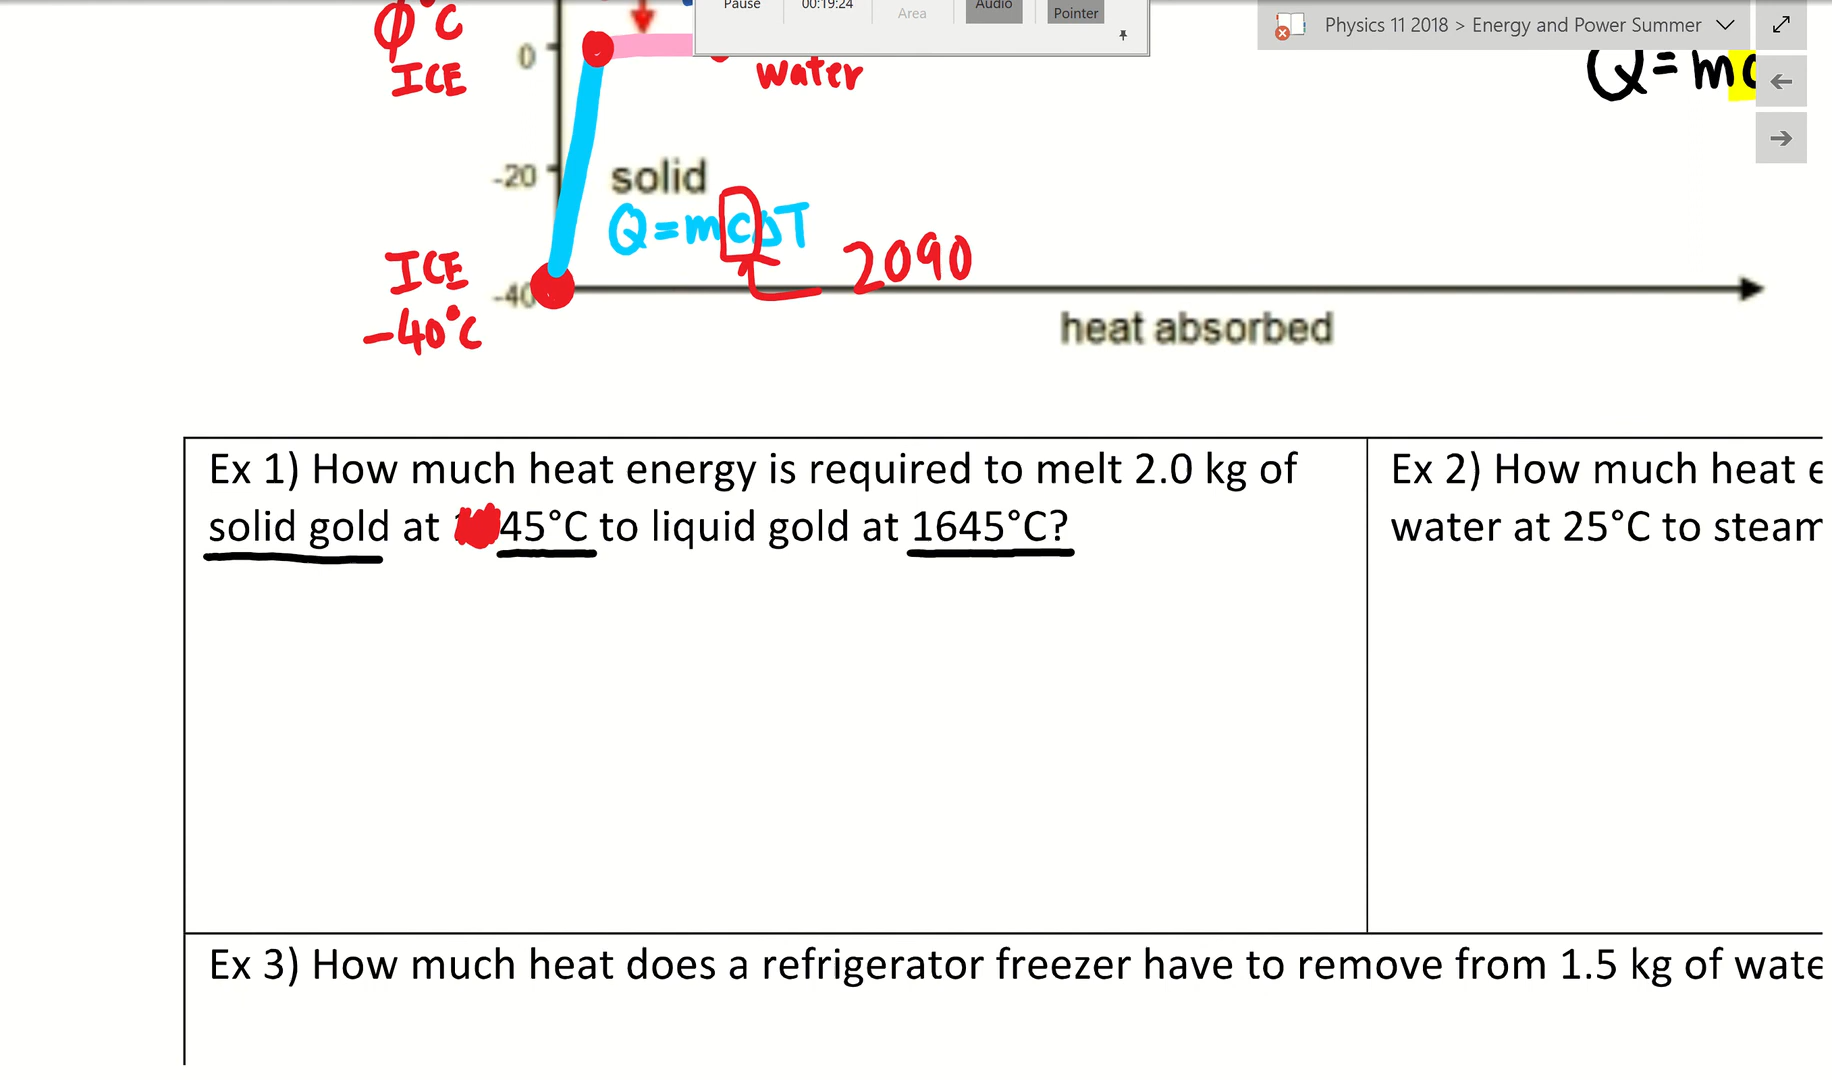 Pause 00:19:24 Area Audio Pointer
Physics 11 2018 > Energy and Power Summer
0°C
ICE
0
water
Q=mc
-20
solid
Q=mcΔT
2090
ICE
-40
-40°C
heat absorbed
Ex 1) How much heat energy is required to melt 2.0 kg of
solid gold at 45°C to liquid gold at 1645°C?
Ex 2) How much heat e
water at 25°C to steam
Ex 3) How much heat does a refrigerator freezer have to remove from 1.5 kg of wate